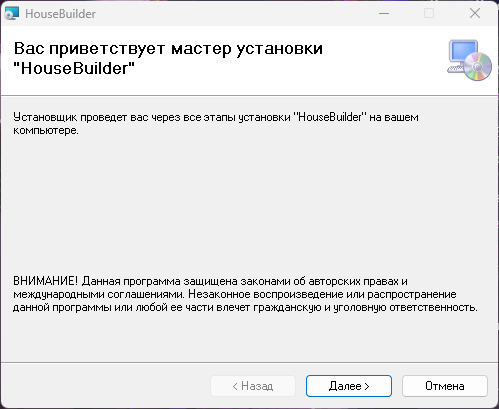 HouseBuilder
Вас приветствует мастер установки
"HouseBuilder"
Установщик проведет вас через все этапы установки "HouseBuilder" на вашем
компьютере.
ВНИМАНИЕ! Данная программа защищена законами об авторских правах и
международными соглашениями. Незаконное воспроизведение или распространение
данной программы или любой ее части влечет гражданскую и уголовную ответственность.
< Назад Далее > Отмена